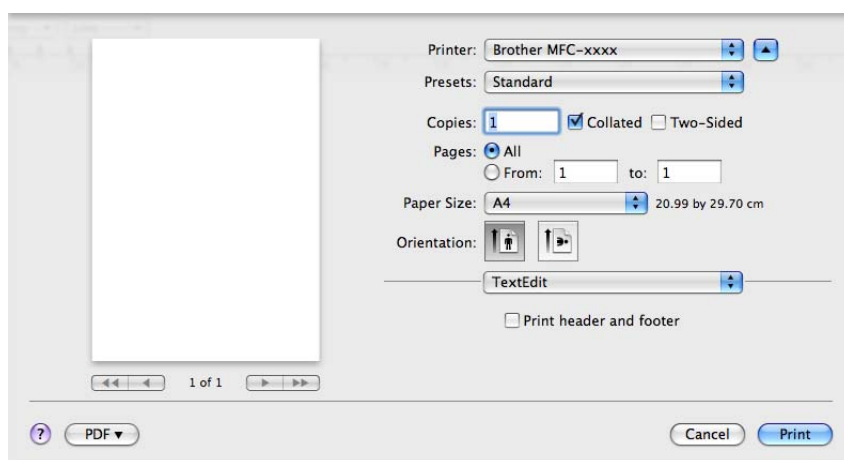 Printer: Brother MFC-xxxx
Presets: Standard
Copies: 1 Collated Two-Sided
Pages: All
From: 1 to: 1
Paper Size: A4 20.99 by 29.70 cm
Orientation:
TextEdit
Print header and footer
1 of 1
? PDF▼ Cancel Print